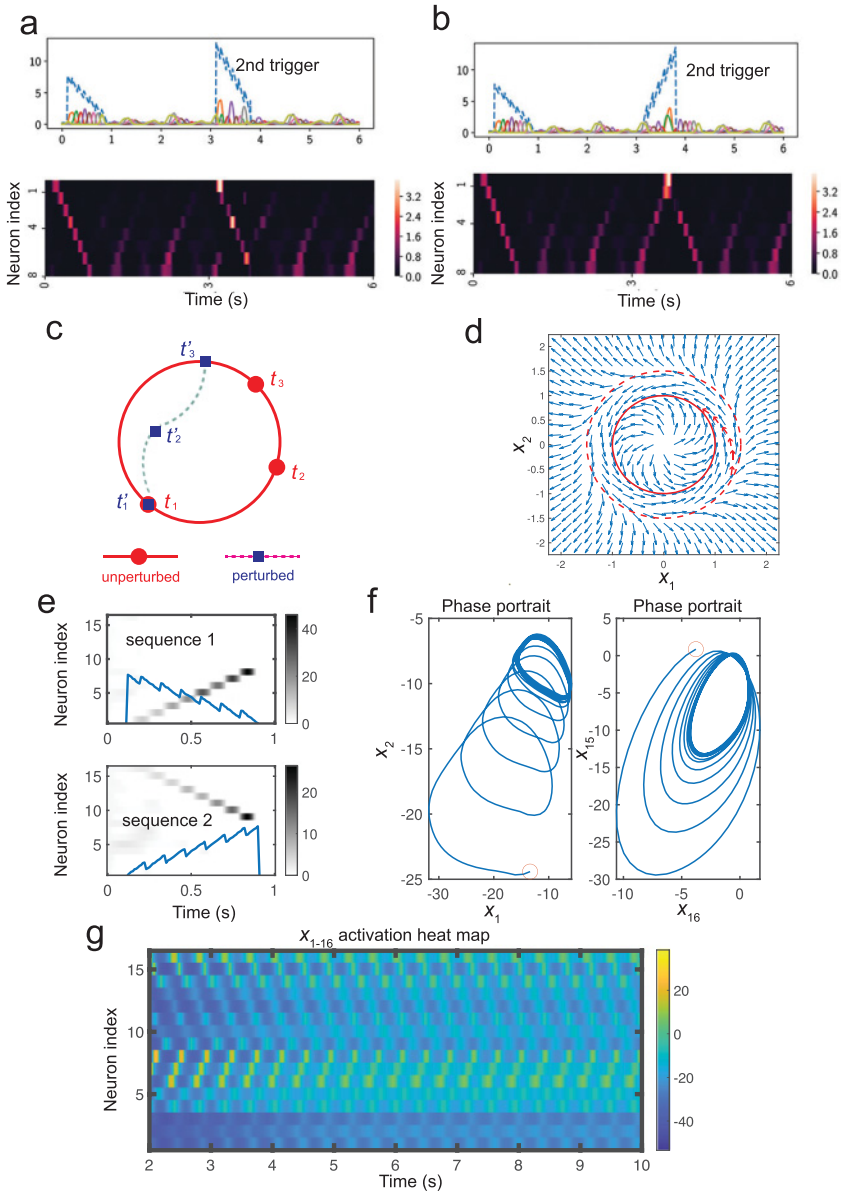 a
10
5
0
2nd trigger
0 1 2 3 4 5 6
Neuron index
1
4
8
3 6
Time (s)
3.2
2.4
1.6
0.8
0.0
b
10
5
0
2nd trigger
0 1 2 3 4 5 6
Neuron index
1
4
8
0 3 6
Time (s)
3.2
2.4
1.6
0.8
0.0
c
t'3
t3
t'2
t2
t'1 t1
unperturbed
perturbed
d
2
1.5
1
0.5
0
-0.5
-1
-1.5
-2
x2
-2 -1 0 1 2
x1
e
Neuron index
15
10
5
sequence 1
0 0.5 1
40
20
0
Neuron index
15
10
5
sequence 2
0 0.5 1
Time (s)
20
10
0
f
Phase portrait
-5
-10
-15
-20
-25
x2
-30 -20 -10
x1
Phase portrait
5
0
-5
-10
-15
-20
-25
-30
x15
-10 -5 0
x16
g
x1-16 activation heat map
Neuron index
15
10
5
2 3 4 5 6 7 8 9 10
Time (s)
20
0
-20
-40